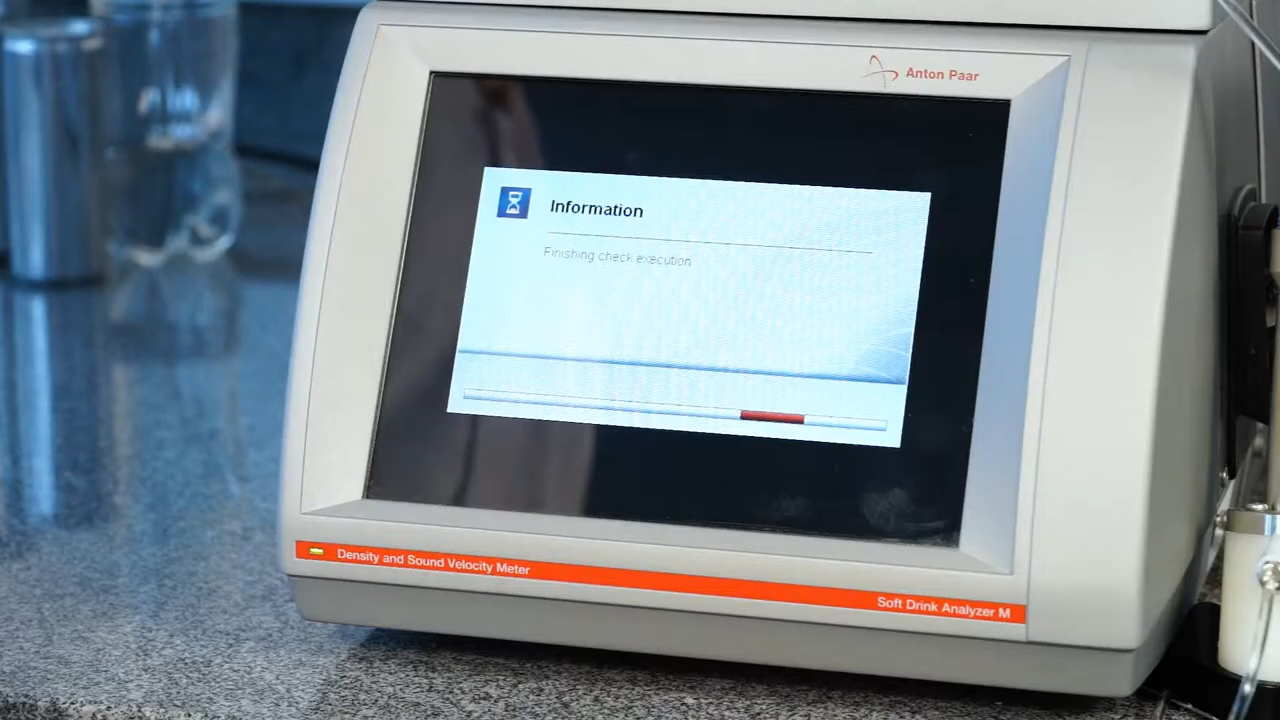 Anton Paar
Information
Finishing check execution
Density and Sound Velocity Meter
Soft Drink Analyzer M